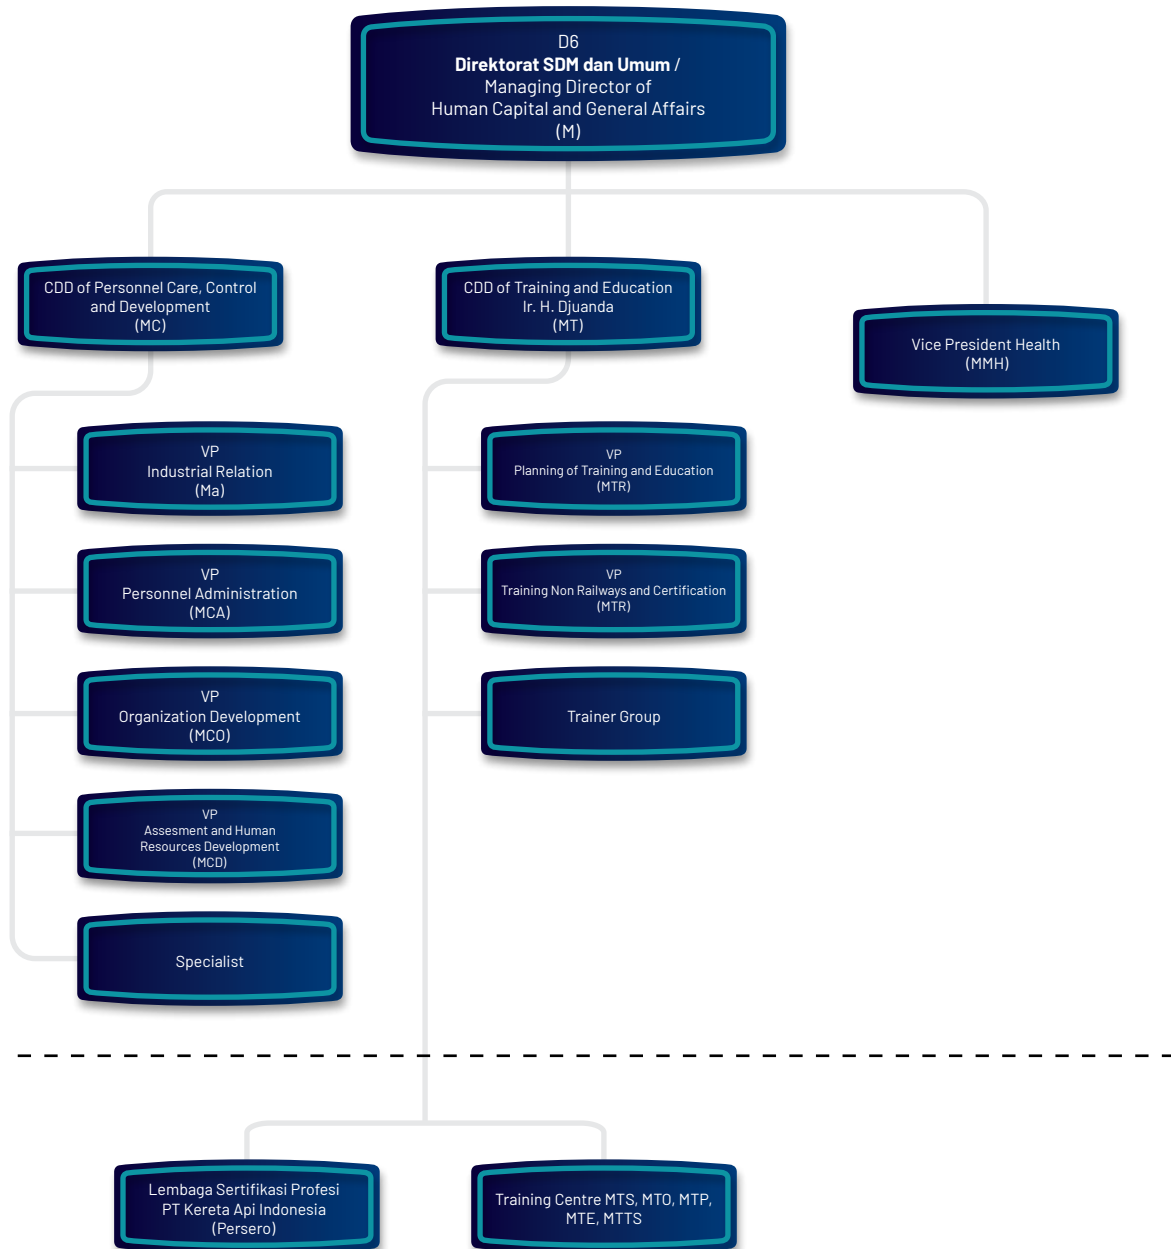 D6
Direktorat SDM dan Umum /
Managing Director of
Human Capital and General Affairs
(M)
CDD of Personnel Care, Control
and Development
(MC)
CDD of Training and Education
Ir. H. Djuanda
(MT)
Vice President Health
(MMH)
VP
Industrial Relation
(Ma)
VP
Personnel Administration
(MCA)
VP
Organization Development
(MCO)
VP
Assesment and Human
Resources Development
(MCD)
Specialist
VP
Planning of Training and Education
(MTR)
VP
Training Non Railways and Certification
(MTR)
Trainer Group
Lembaga Sertifikasi Profesi
PT Kereta Api Indonesia
(Persero)
Training Centre MTS, MTO, MTP,
MTE, MTTS